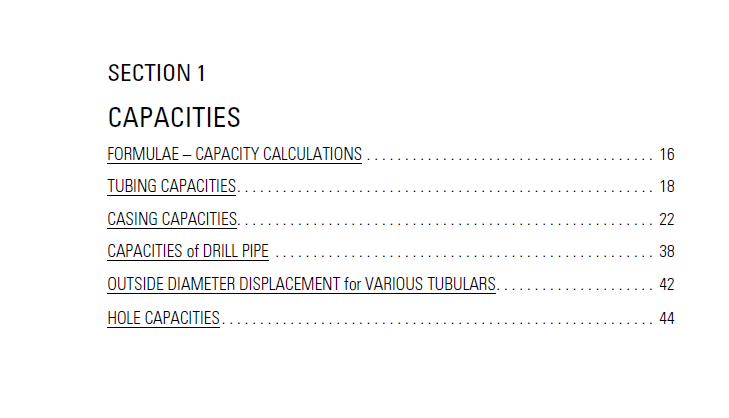 SECTION 1
CAPACITIES
FORMULAE – CAPACITY CALCULATIONS . . . . . . . . . . . . . . . . . . . . . . . . . . . . . . . . . . . . . . 16
TUBING CAPACITIES. . . . . . . . . . . . . . . . . . . . . . . . . . . . . . . . . . . . . . . . . . . . . . . . . . . . . . . 18
CASING CAPACITIES. . . . . . . . . . . . . . . . . . . . . . . . . . . . . . . . . . . . . . . . . . . . . . . . . . . . . . . 22
CAPACITIES of DRILL PIPE . . . . . . . . . . . . . . . . . . . . . . . . . . . . . . . . . . . . . . . . . . . . . . . . . . 38
OUTSIDE DIAMETER DISPLACEMENT for VARIOUS TUBULARS. . . . . . . . . . . . . . . . . . . . . 42
HOLE CAPACITIES. . . . . . . . . . . . . . . . . . . . . . . . . . . . . . . . . . . . . . . . . . . . . . . . . . . . . . . . . 44